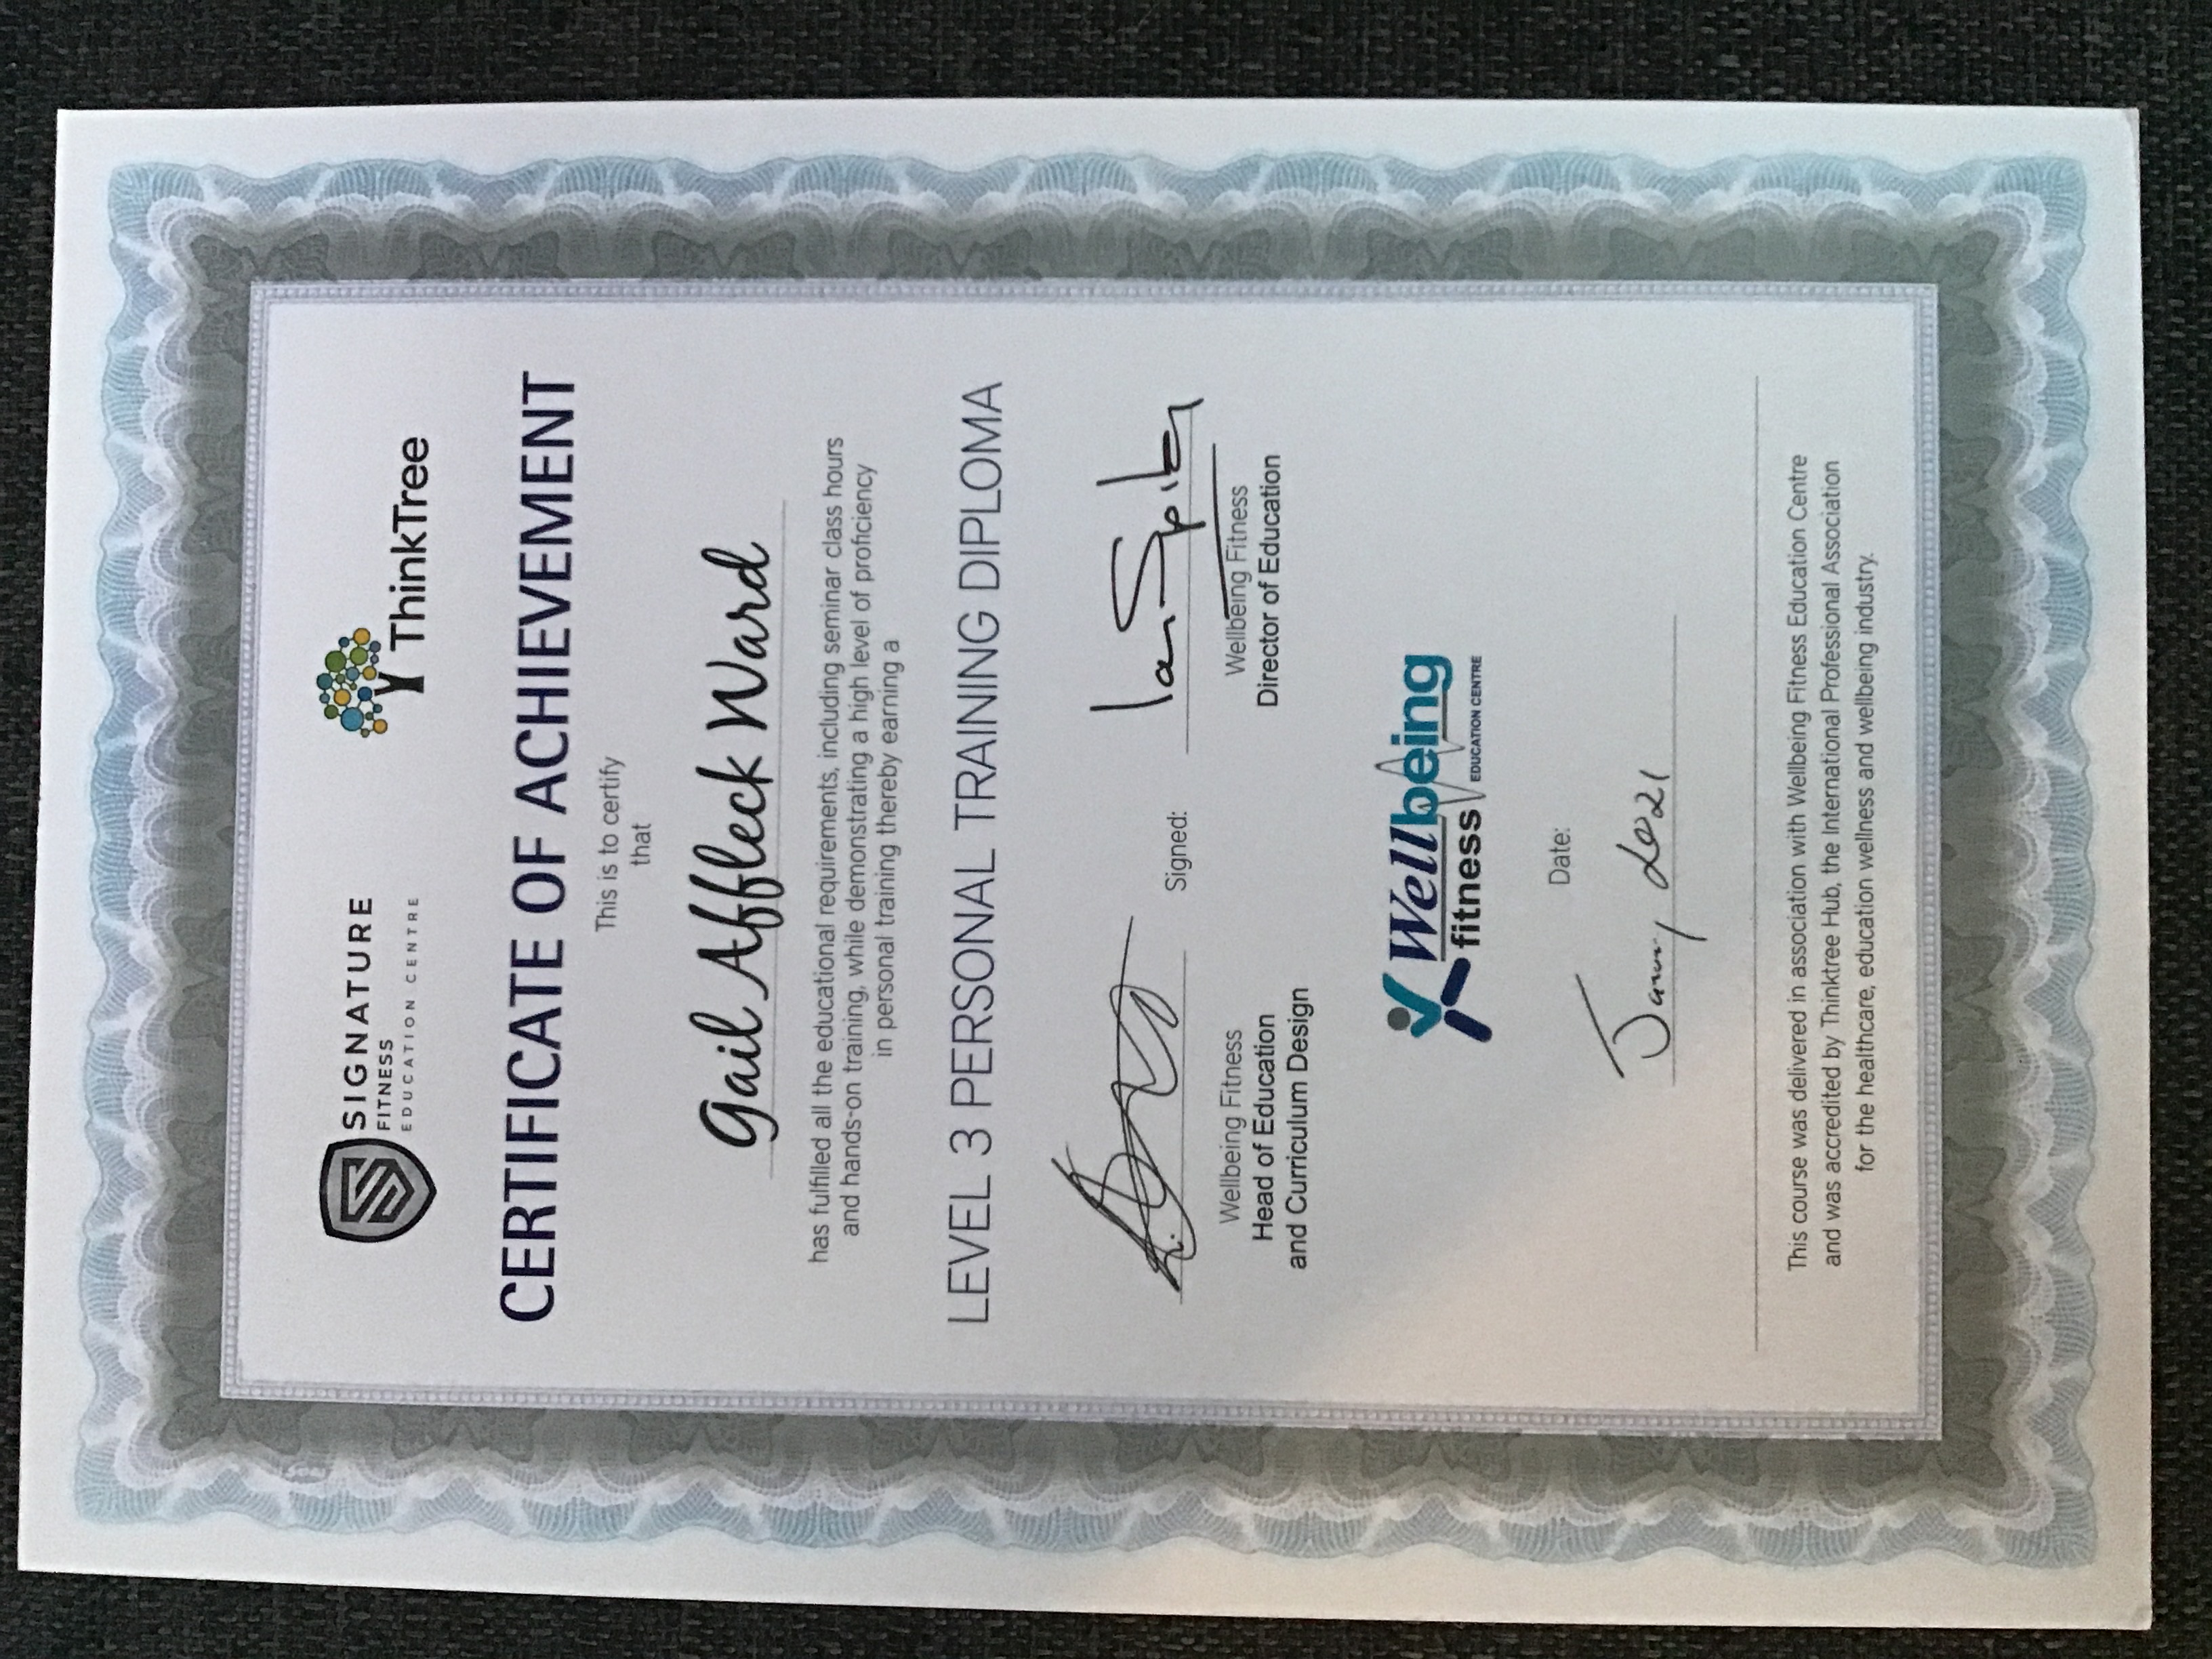 SIGNATURE
FITNESS
EDUCATION CENTRE
ThinkTree
CERTIFICATE OF ACHIEVEMENT
This is to certify
that
Gail Affleck Ward
has fulfilled all the educational requirements, including seminar class hours
and hands-on training, while demonstrating a high level of proficiency
in personal training thereby earning a
LEVEL 3 PERSONAL TRAINING DIPLOMA
Signed:
Ian
Wellbeing Fitness
Head of Education
and Curriculum Design
Wellbeing Fitness
Director of Education
Wellbeing
fitness
EDUCATION CENTRE
Date:
2021
This course was delivered in association with Wellbeing Fitness Education Centre
and was accredited by Thinktree Hub, the International Professional Association
for the healthcare, education wellness and wellbeing industry.